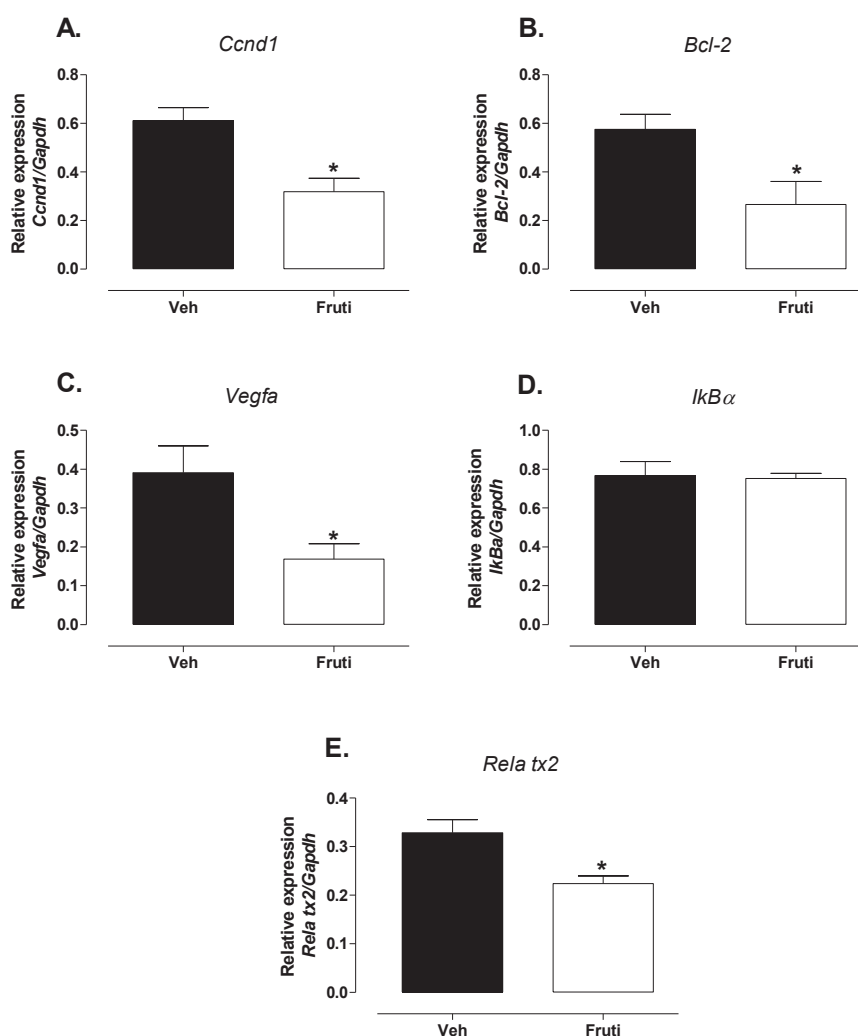 A.
Ccnd1
Relative expression
Ccnd1/Gapdh
0.8
0.6
0.4
0.2
0.0
*
Veh
Fruti
B.
Bcl-2
Relative expression
Bcl-2/Gapdh
0.8
0.6
0.4
0.2
0.0
*
Veh
Fruti
C.
Vegfa
Relative expression
Vegfa/Gapdh
0.5
0.4
0.3
0.2
0.1
0.0
*
Veh
Fruti
D.
IkBα
Relative expression
IkBa/Gapdh
1.0
0.8
0.6
0.4
0.2
0.0
Veh
Fruti
E.
Rela tx2
Relative expression
Rela tx2/Gapdh
0.4
0.3
0.2
0.1
0.0
*
Veh
Fruti